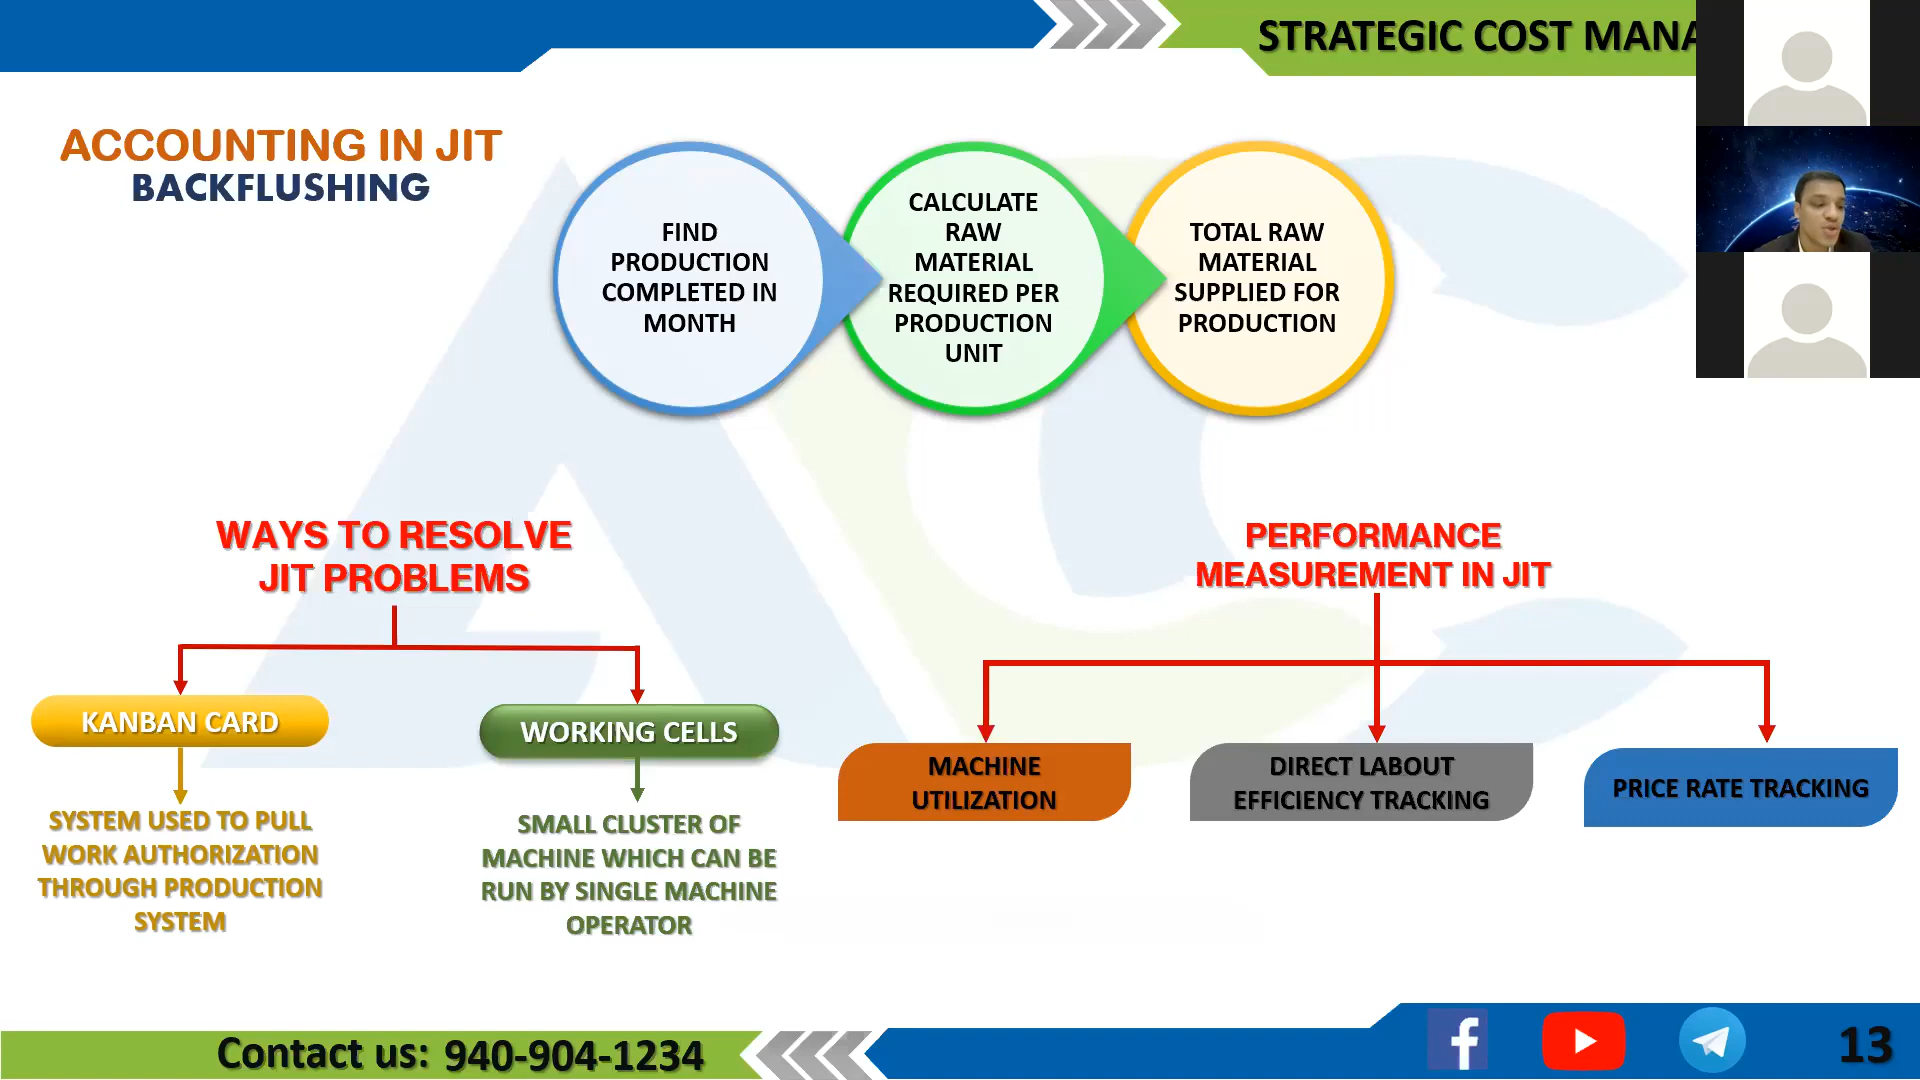 STRATEGIC COST MANA
ACCOUNTING IN JIT
BACKFLUSHING
FIND
PRODUCTION
COMPLETED IN
MONTH
CALCULATE
RAW
MATERIAL
REQUIRED PER
PRODUCTION
UNIT
TOTAL RAW
MATERIAL
SUPPLIED FOR
PRODUCTION
WAYS TO RESOLVE
JIT PROBLEMS
KANBAN CARD
SYSTEM USED TO PULL
WORK AUTHORIZATION
THROUGH PRODUCTION
SYSTEM
WORKING CELLS
SMALL CLUSTER OF
MACHINE WHICH CAN BE
RUN BY SINGLE MACHINE
OPERATOR
PERFORMANCE
MEASUREMENT IN JIT
MACHINE
UTILIZATION
DIRECT LABOUT
EFFICIENCY TRACKING
PRICE RATE TRACKING
Contact us: 940-904-1234
13